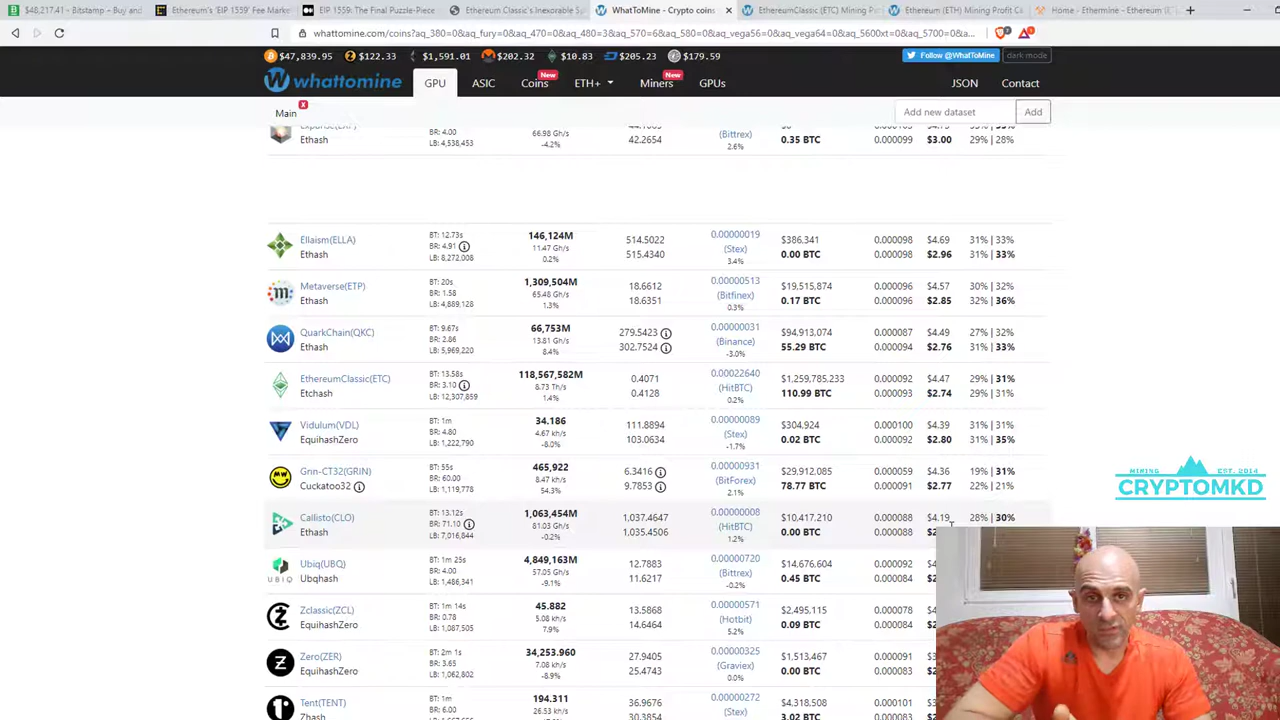 $48,217.41 - Bitstamp - Buy and
Ethereum's 'EIP 1559' Fee Market
EIP 1559: The Final Puzzle-Piece
Ethereum Classic's Inexorable Sp
WhatToMine - Crypto coins
EthereumClassic (ETC) Mining Pr
Ethereum (ETH) Mining Profit Ca
Home - Ethermine - Ethereum (
whattomine.com/coins?aq_380=0&aq_fury=0&aq_470=0&aq_480=3&aq_570=6&aq_580=0&aq_vega56=0&aq_vega64=0&aq_5600xt=0&aq_5700=0&a...
$47,839 $122.33 $1,591.01 $202.32 $10.83 $205.23 $179.59
Follow @WhatToMine dark mode
whattomine GPU ASIC Coins New ETH+ Miners New GPUs JSON Contact
Main x Add new dataset Add
Ethash BR: 4.00 LB: 4,538,453 66.98 Gh/s -4.2% 42.2654 (Bittrex) 2.6% 0.35 BTC 0.000099 $3.00 29% | 28%
Ellaism(ELLA) BT: 12.73s 146,124M 514.5022 0.00000019 $386,341 0.000098 $4.69 31% | 33%
Ethash BR: 4.91 LB: 8,272,008 11.47 Gh/s 0.2% 515.4340 (Stex) 3.4% 0.00 BTC 0.000098 $2.96 31% | 33%
Metaverse(ETP) BT: 20s 1,309,504M 18.6612 0.00000513 $19,515,874 0.000096 $4.57 30% | 32%
Ethash BR: 1.58 LB: 4,889,128 65.48 Gh/s 1.3% 18.6351 (Bitfinex) 0.3% 0.17 BTC 0.000096 $2.85 32% | 36%
QuarkChain(QKC) BT: 9.67s 66,753M 279.5423 0.00000031 $94,913,074 0.000087 $4.49 27% | 32%
Ethash BR: 2.86 LB: 5,969,220 13.81 Gh/s 8.4% 302.7524 (Binance) -3.0% 55.29 BTC 0.000094 $2.76 31% | 33%
EthereumClassic(ETC) BT: 13.58s 118,567,582M 0.4071 0.00022640 $1,259,785,233 0.000092 $4.47 29% | 31%
Etchash BR: 3.10 LB: 12,307,859 8.73 Th/s 1.4% 0.4128 (HitBTC) 0.2% 110.99 BTC 0.000093 $2.74 29% | 31%
Vidulum(VDL) BT: 1m 34.186 111.8894 0.00000089 $304,924 0.000100 $4.39 31% | 31%
EquihashZero BR: 4.80 LB: 1,222,790 4.67 kh/s -8.0% 103.0634 (Stex) -1.7% 0.02 BTC 0.000092 $2.80 31% | 35%
Grin-CT32(GRIN) BT: 55s 465,922 6.3416 0.00000931 $29,912,085 0.000059 $4.36 19% | 31%
Cuckatoo32 BR: 60.00 LB: 1,119,778 8.47 kh/s 54.3% 9.7853 (BitForex) 2.1% 78.77 BTC 0.000091 $2.77 22% | 21%
Callisto(CLO) BT: 13.12s 1,063,454M 1,037.4647 0.00000008 $10,417,210 0.000088 $4.19 28% | 30%
Ethash BR: 71.10 LB: 7,016,844 81.03 Gh/s -0.2% 1,035.4506 (HitBTC) 1.2% 0.00 BTC 0.000088
Ubiq(UBQ) BT: 1m 25s 4,849,163M 12.7883 0.00000720 $14,676,604 0.000092
Ubqhash BR: 4.00 LB: 1,486,341 57.05 Gh/s -9.1% 11.6217 (Bittrex) -0.2% 0.45 BTC 0.000084
Zclassic(ZCL) BT: 1m 14s 45.882 13.5868 0.00000571 $2,495,115 0.000078
EquihashZero BR: 0.78 LB: 1,087,505 5.08 kh/s 7.9% 14.6464 (Hotbit) 5.2% 0.09 BTC 0.000084
Zero(ZER) BT: 2m 1s 34,253.960 27.9405 0.00000325 $1,513,467 0.000091
EquihashZero BR: 3.65 LB: 1,062,802 7.08 kh/s -8.9% 25.4743 (Graviex) 0.0% 0.00 BTC 0.000083
Tent(TENT) BT: 1m 194.311 36.9676 0.00000272 $4,318,508 0.000101
Zhash BR: 6.00 26.53 kh/s 30.3854 (Stex) 3.02 BTC 0.000083
MINING EST. 2014
CRYPTOMKD